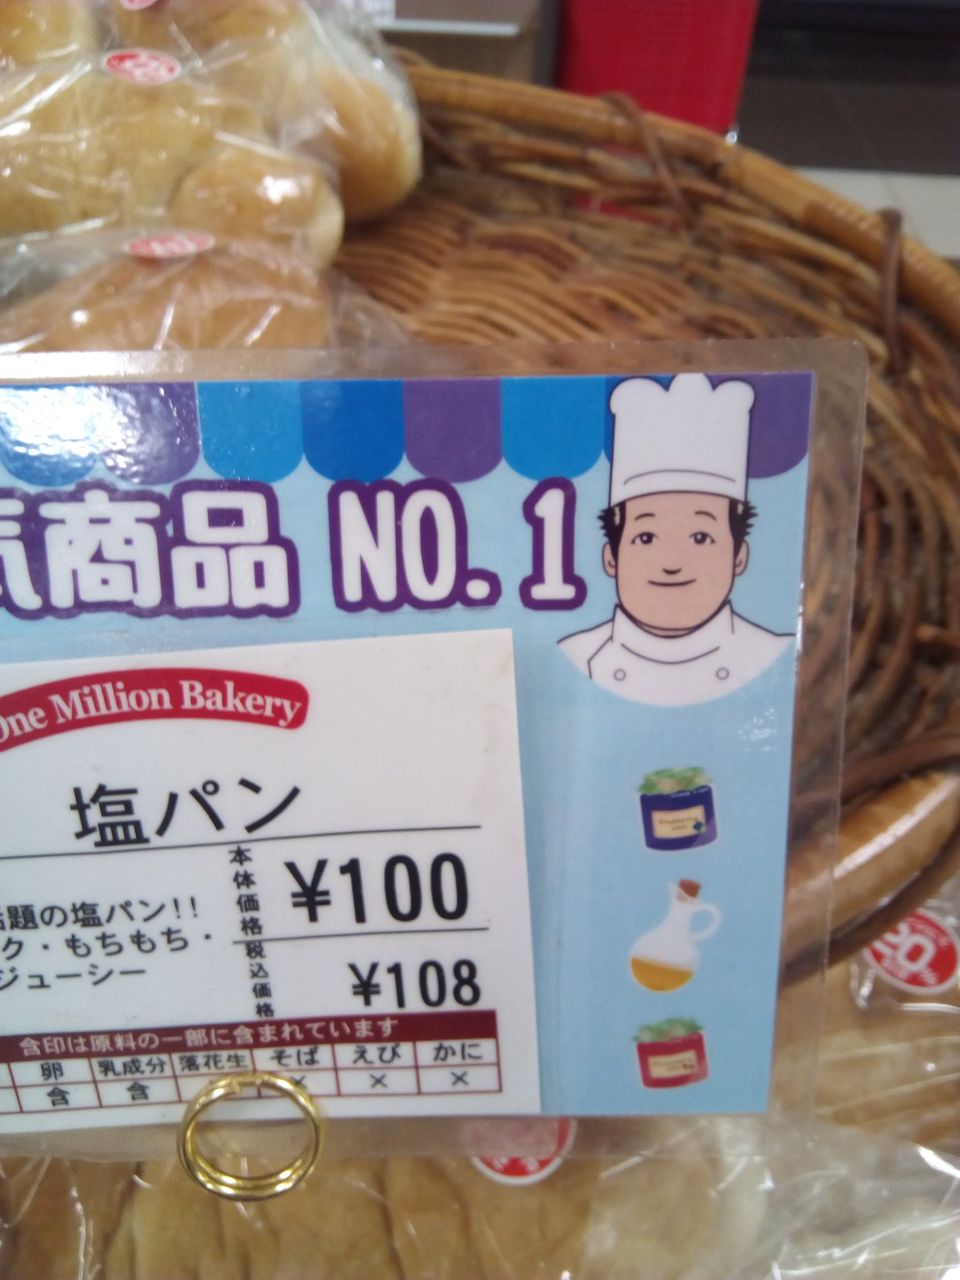 気商品 NO.1
One Million Bakery
塩パン
本体価格 ¥100
話題の塩パン!!
ク・もちもち・
ジューシー
税込価格 ¥108
含印は原料の一部に含まれています
卵 乳成分 落花生 そば えび かに
含 含 × × ×